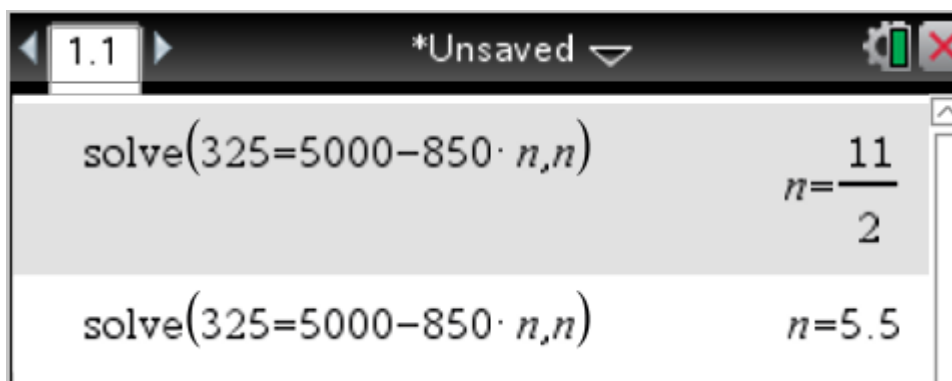 1.1 *Unsaved
solve(325=5000−850· n,n) n=11/2
solve(325=5000−850· n,n) n=5.5